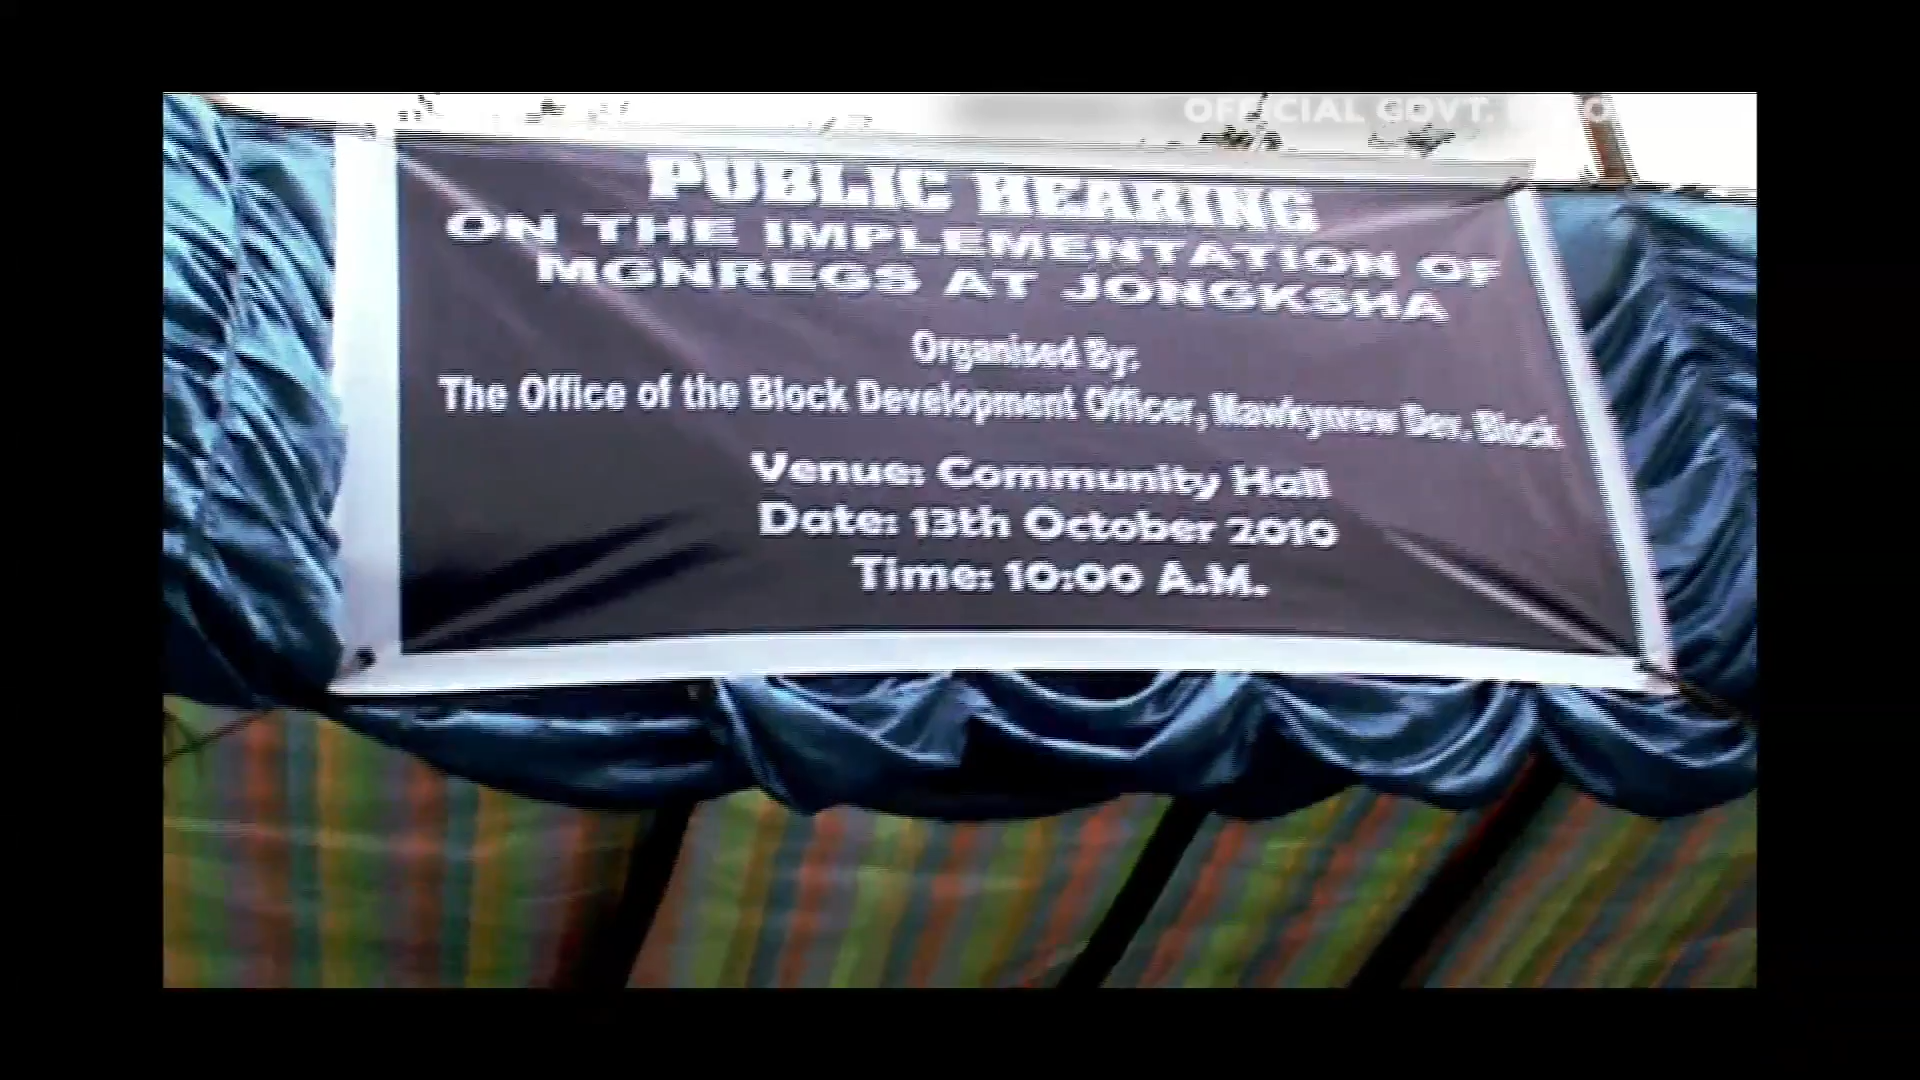 OFFICIAL GOVT.
PUBLIC HEARING
ON THE IMPLEMENTATION OF
MGNREGS AT JONGKSHA
Organised By:
The Office of the Block Development Officer, Mawkynrew Dev. Block
Venue: Community Hall
Date: 13th October 2010
Time: 10:00 A.M.